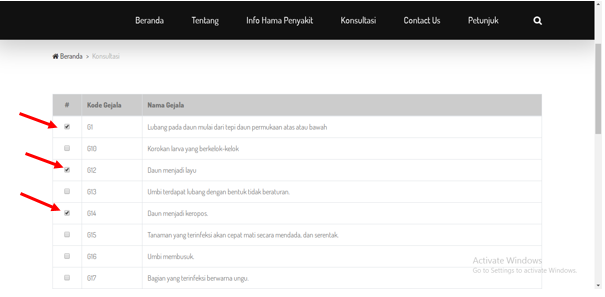 Beranda Tentang Info Hama Penyakit Konsultasi Contact Us Petunjuk
Beranda > Konsultasi
# Kode Gejala Nama Gejala
G1 Lubang pada daun mulai dari tepi daun permukaan atas atau bawah
G10 Korokan larva yang berkelok-kelok
G12 Daun menjadi layu
G13 Umbi terdapat lubang dengan bentuk tidak beraturan.
G14 Daun menjadi keropos.
G15 Tanaman yang terinfeksi akan cepat mati secara mendada, dan serentak.
G16 Umbi membusuk.
G17 Bagian yang terinfeksi berwarna ungu.
Activate Windows
Go to Settings to activate Windows.